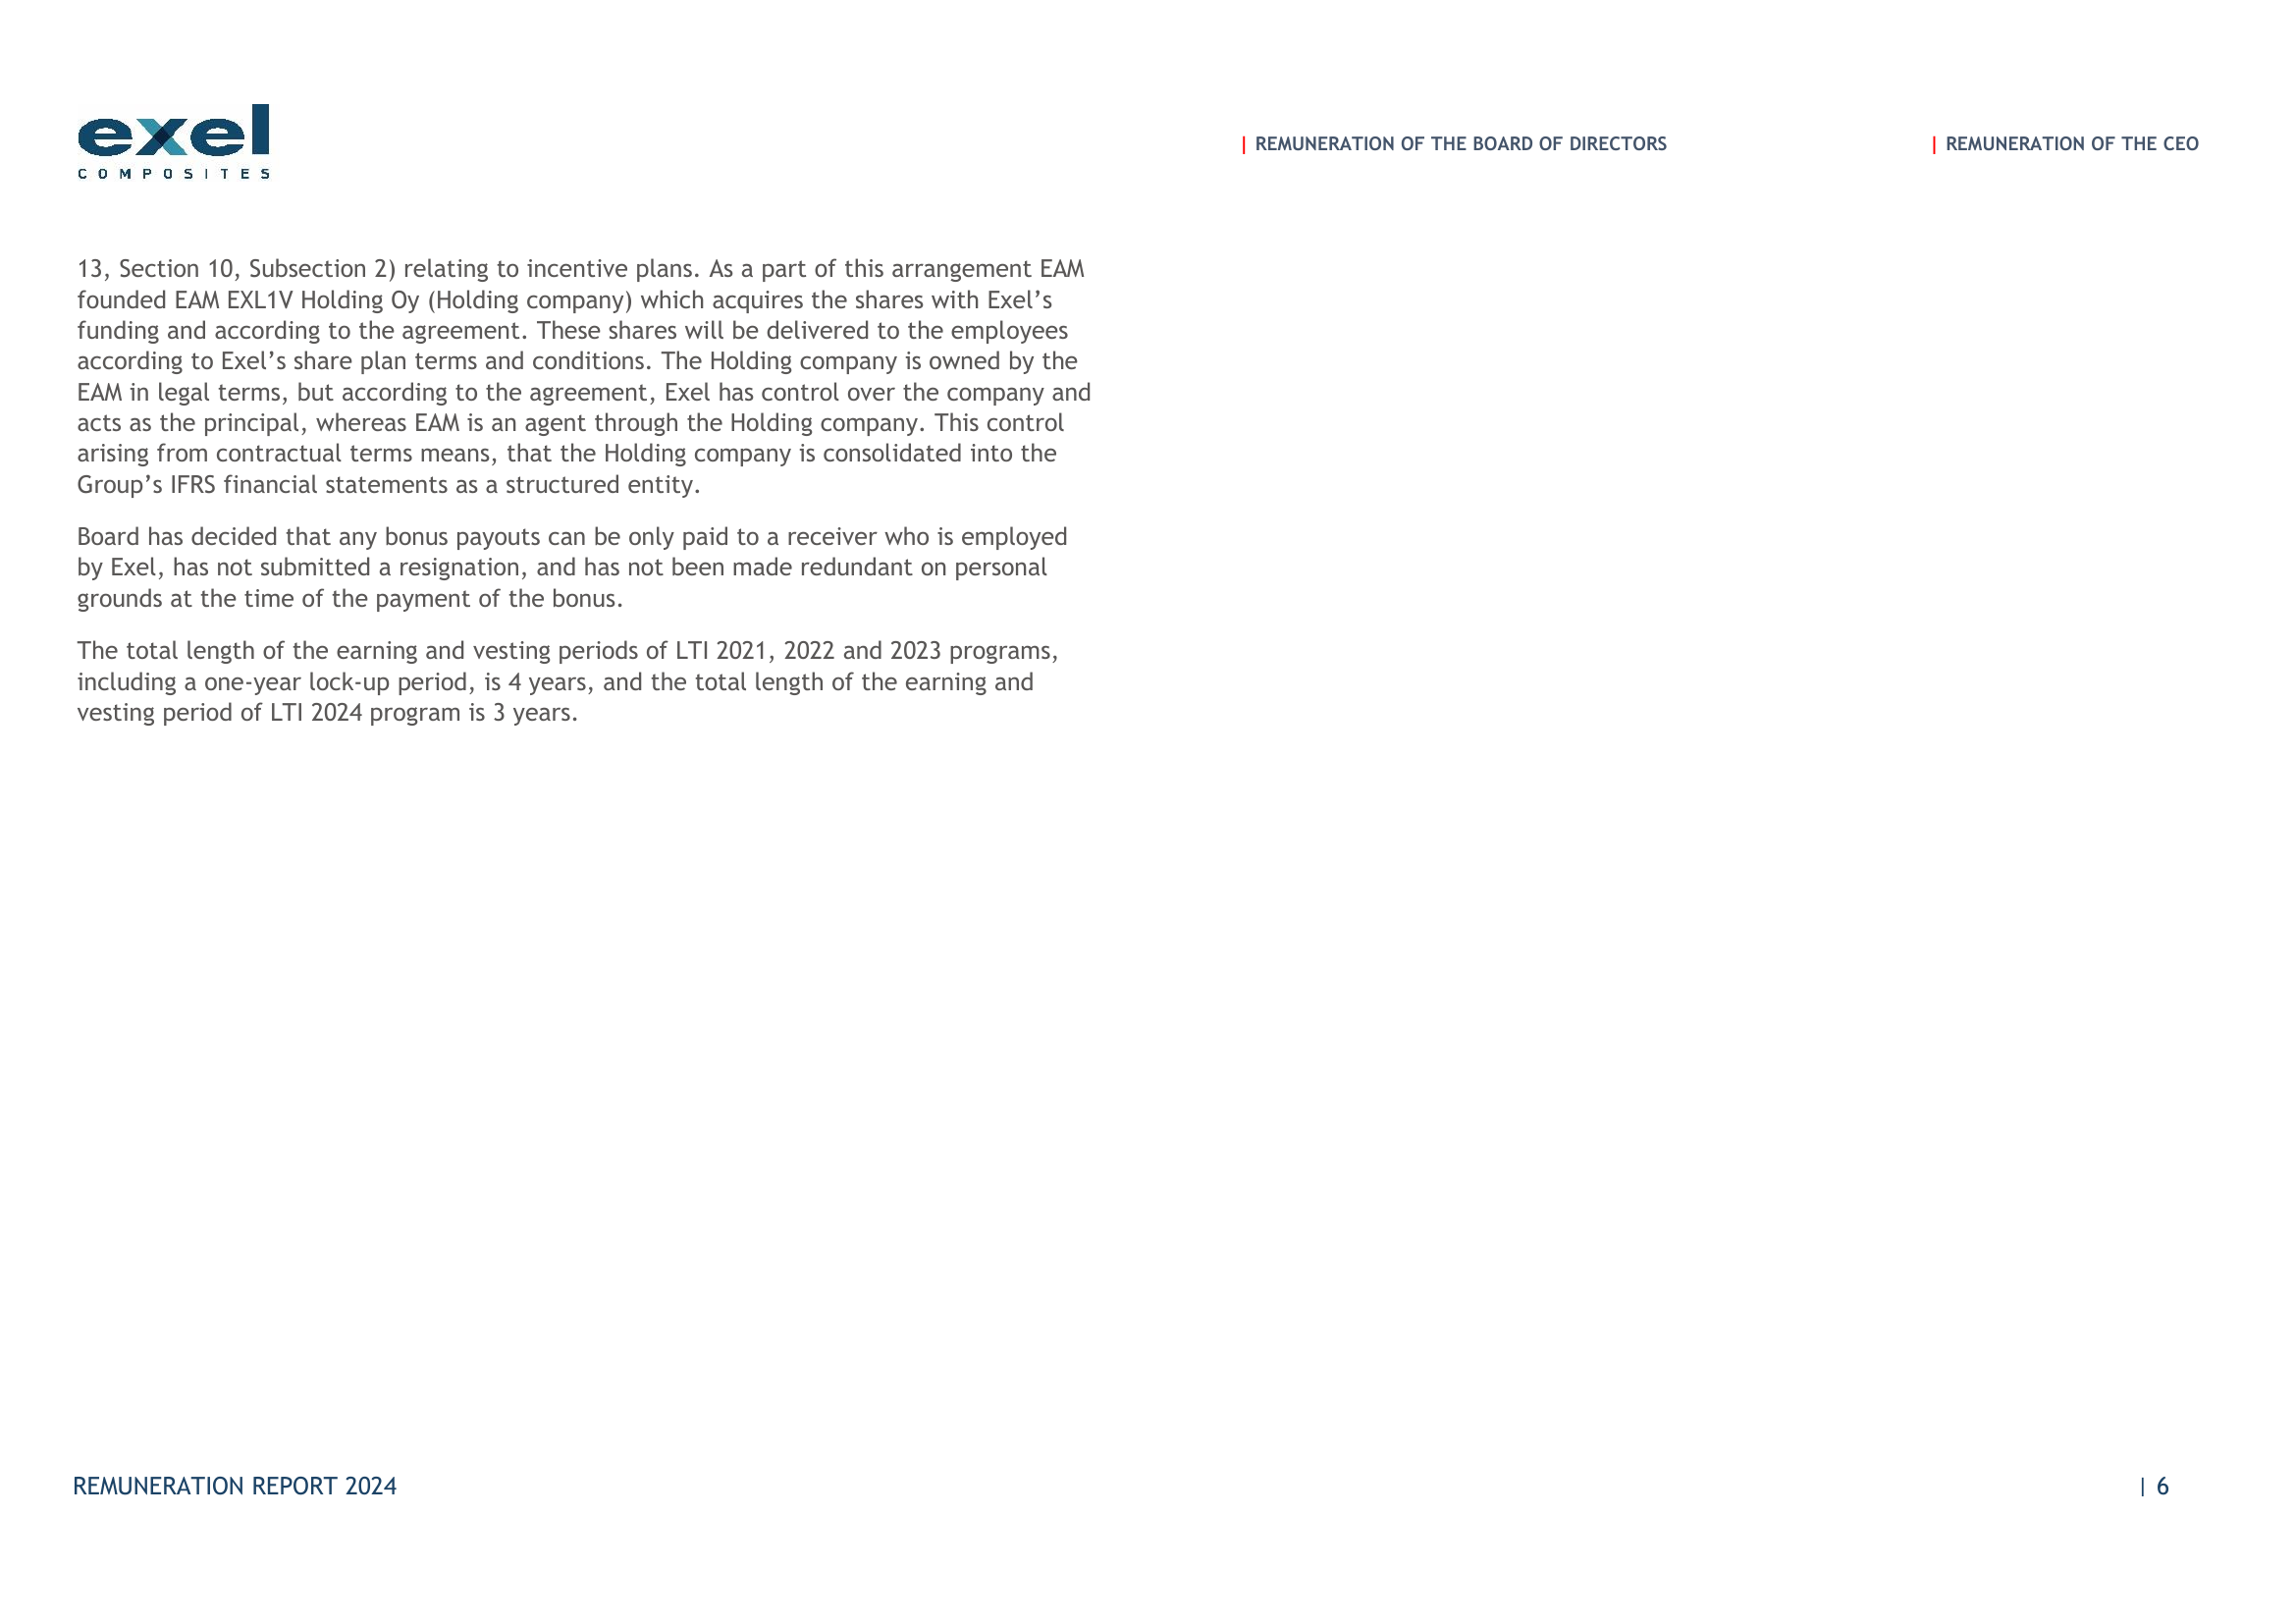 exel
COMPOSITES
| REMUNERATION OF THE BOARD OF DIRECTORS
| REMUNERATION OF THE CEO
13, Section 10, Subsection 2) relating to incentive plans. As a part of this arrangement EAM
founded EAM EXL1V Holding Oy (Holding company) which acquires the shares with Exel’s
funding and according to the agreement. These shares will be delivered to the employees
according to Exel’s share plan terms and conditions. The Holding company is owned by the
EAM in legal terms, but according to the agreement, Exel has control over the company and
acts as the principal, whereas EAM is an agent through the Holding company. This control
arising from contractual terms means, that the Holding company is consolidated into the
Group’s IFRS financial statements as a structured entity.
Board has decided that any bonus payouts can be only paid to a receiver who is employed
by Exel, has not submitted a resignation, and has not been made redundant on personal
grounds at the time of the payment of the bonus.
The total length of the earning and vesting periods of LTI 2021, 2022 and 2023 programs,
including a one-year lock-up period, is 4 years, and the total length of the earning and
vesting period of LTI 2024 program is 3 years.
REMUNERATION REPORT 2024
| 6